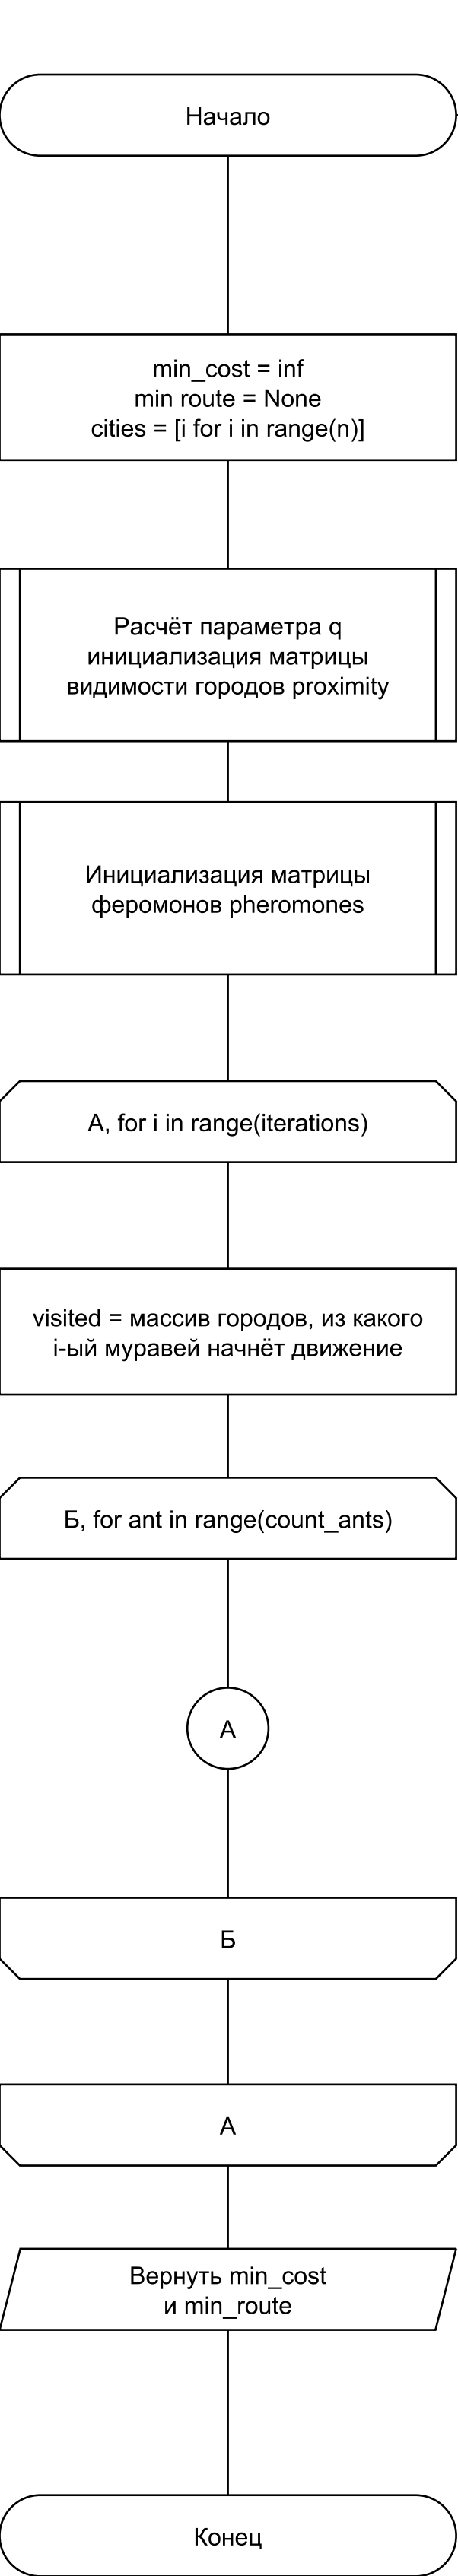 Начало
min_cost = inf
min route = None
cities = [i for i in range(n)]
Расчёт параметра q
инициализация матрицы
видимости городов proximity
Инициализация матрицы
феромонов pheromones
А, for i in range(iterations)
visited = массив городов, из какого
i-ый муравей начнёт движение
Б, for ant in range(count_ants)
А
Б
А
Вернуть min_cost
и min_route
Конец